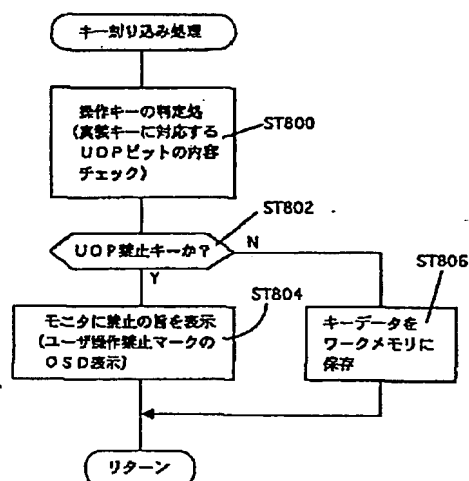 キー割り込み処理
操作キーの判定処
(真装キーに対応する
UOPビットの内容
チェック)
ST800
ST802
UOP禁止キーか?
N
Y
ST806
ST804
モニタに禁止の旨を表示
(ユーザ操作禁止マークの
OSD表示)
キーデータを
ワークメモリに
保存
リターン